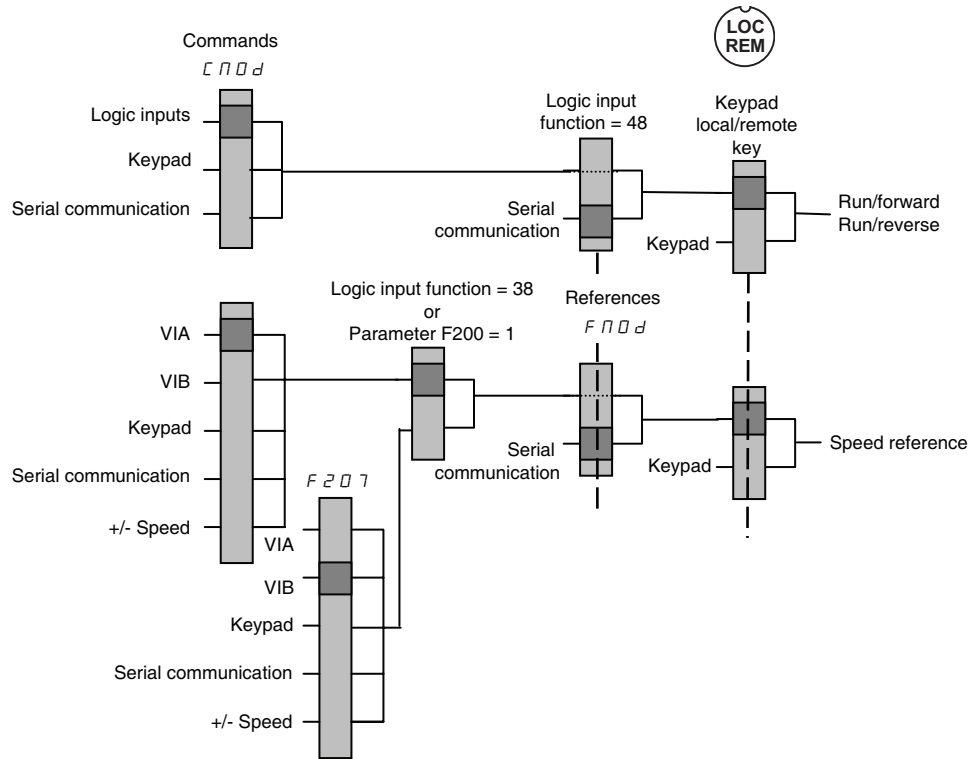 LOC
REM
Commands
CMOd
Logic inputs
Keypad
Serial communication
Logic input
function = 48
Serial
communication
Keypad
local/remote
key
Keypad
Run/forward
Run/reverse
VIA
VIB
Keypad
Serial communication
+/- Speed
Logic input function = 38
or
Parameter F200 = 1
References
FMOd
Serial
communication
Keypad
Speed reference
F207
VIA
VIB
Keypad
Serial communication
+/- Speed